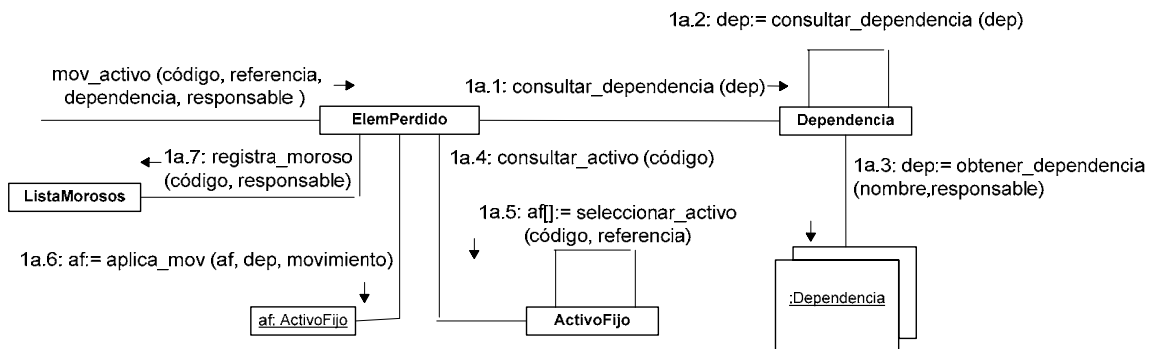 1a.2: dep:= consultar_dependencia (dep)
mov_activo (código, referencia,
dependencia, responsable )
1a.1: consultar_dependencia (dep)
ElemPerdido
Dependencia
1a.7: registra_moroso
(código, responsable)
1a.4: consultar_activo (código)
1a.3: dep:= obtener_dependencia
(nombre,responsable)
ListaMorosos
1a.5: af[]:= seleccionar_activo
(código, referencia)
1a.6: af:= aplica_mov (af, dep, movimiento)
:Dependencia
af: ActivoFijo
ActivoFijo